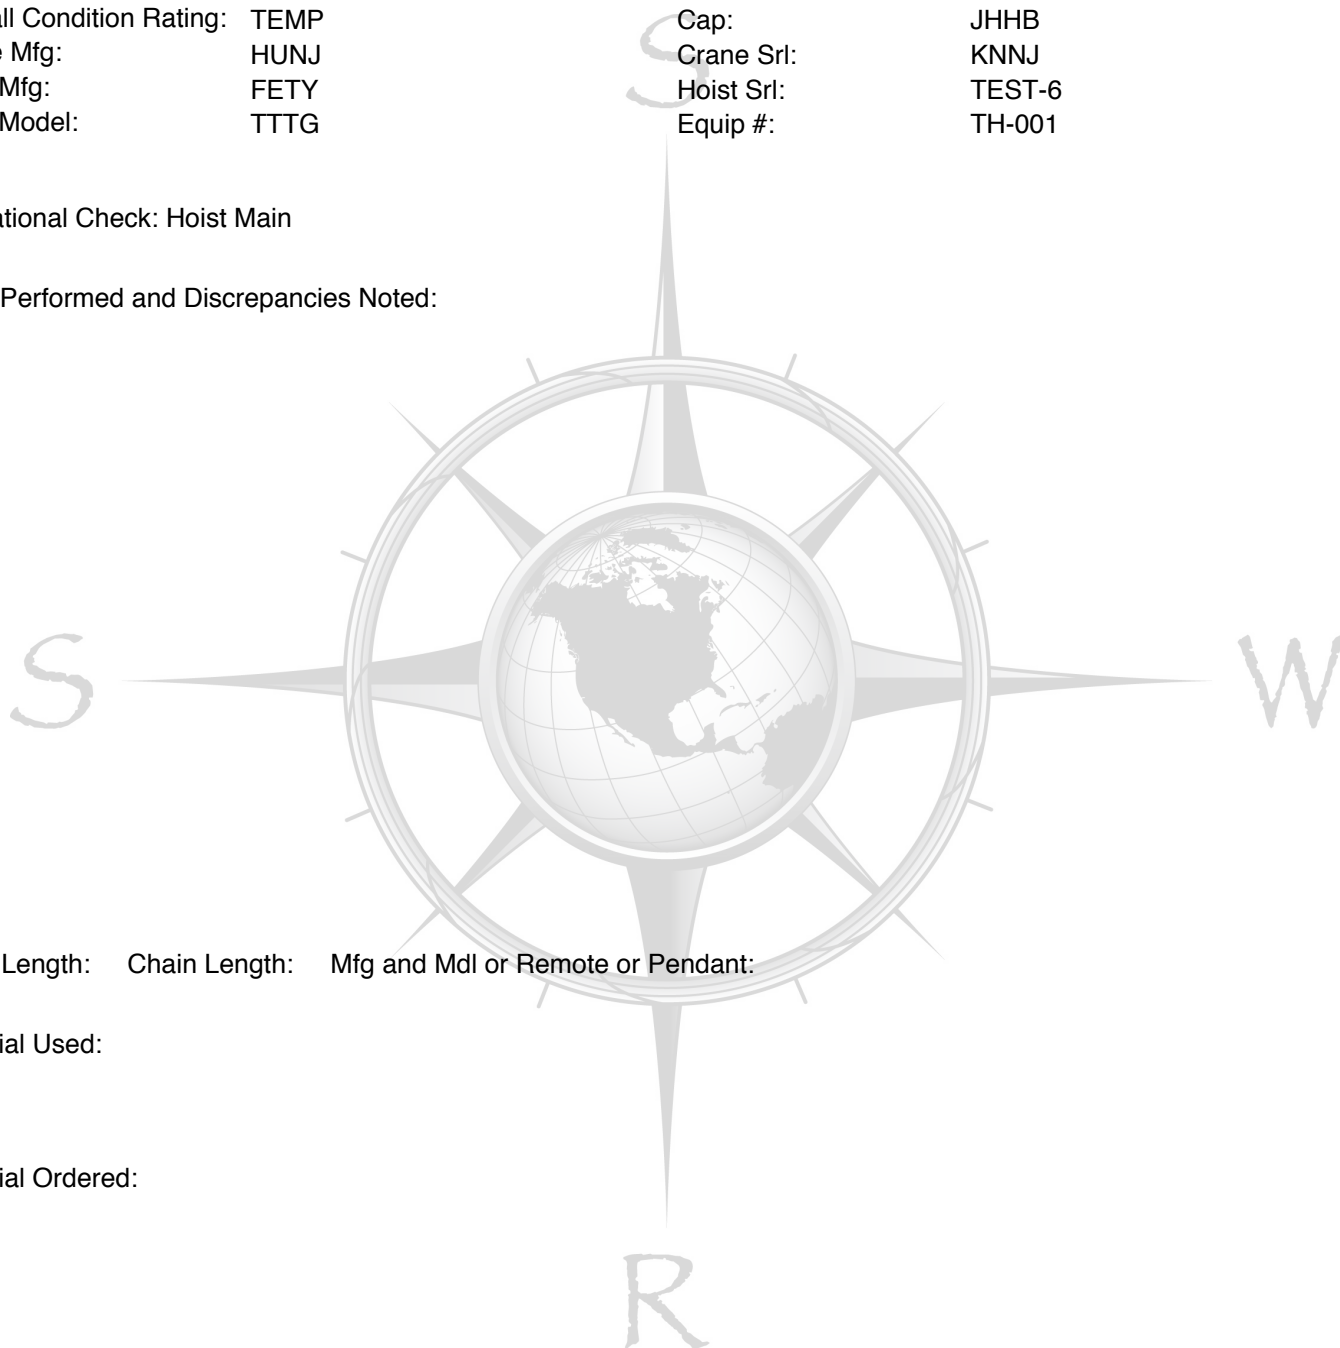 all Condition Rating: TEMP Cap: JHHB
e Mfg: HUNJ Crane Srl: KNNJ
Mfg: FETY Hoist Srl: TEST-6
Model: TTTG Equip #: TH-001
ational Check: Hoist Main
Performed and Discrepancies Noted:
Length: Chain Length: Mfg and Mdl or Remote or Pendant:
ial Used:
ial Ordered:
S
S W
R